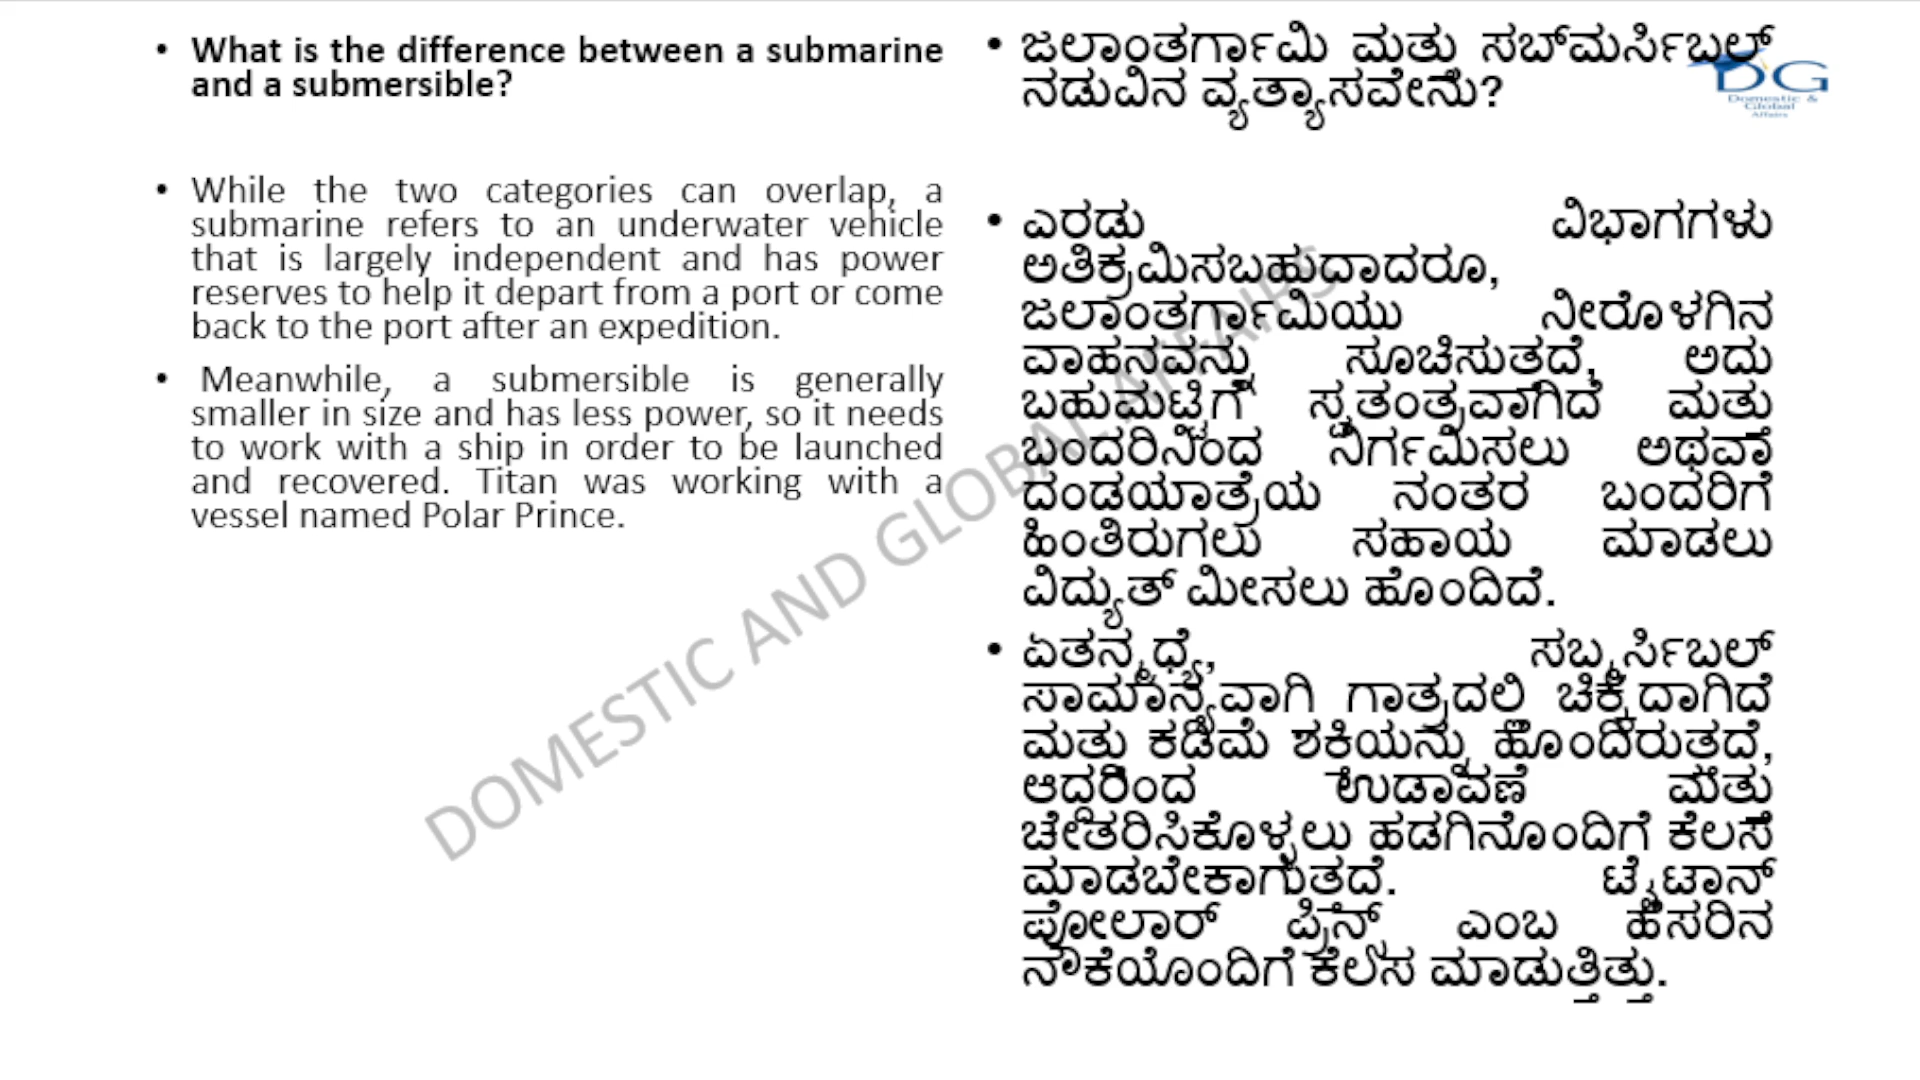 • What is the difference between a submarine
and a submersible?
• While the two categories can overlap, a
submarine refers to an underwater vehicle
that is largely independent and has power
reserves to help it depart from a port or come
back to the port after an expedition.
• Meanwhile, a submersible is generally
smaller in size and has less power, so it needs
to work with a ship in order to be launched
and recovered. Titan was working with a
vessel named Polar Prince.
• ಜಲಾಂತರ್ಗಾಮಿ ಮತ್ತು ಸಬ್‌ಮರ್ಸಿಬಲ್
ನಡುವಿನ ವ್ಯತ್ಯಾಸವೇನು?
• ಎರಡು ವಿಭಾಗಗಳು
ಅತಿಕ್ರಮಿಸಬಹುದಾದರೂ,
ಜಲಾಂತರ್ಗಾಮಿಯು ನೀರೊಳಗಿನ
ವಾಹನವನ್ನು ಸೂಚಿಸುತ್ತದೆ, ಅದು
ಬಹುಮಟ್ಟಿಗೆ ಸ್ವತಂತ್ರವಾಗಿದೆ ಮತ್ತು
ಬಂದರಿನಿಂದ ನಿರ್ಗಮಿಸಲು ಅಥವಾ
ದಂಡಯಾತ್ರೆಯ ನಂತರ ಬಂದರಿಗೆ
ಹಿಂತಿರುಗಲು ಸಹಾಯ ಮಾಡಲು
ವಿದ್ಯುತ್ ಮೀಸಲು ಹೊಂದಿದೆ.
• ಏತನ್ಮಧ್ಯೆ, ಸಬ್ಮರ್ಸಿಬಲ್
ಸಾಮಾನ್ಯವಾಗಿ ಗಾತ್ರದಲ್ಲಿ ಚಿಕ್ಕದಾಗಿದೆ
ಮತ್ತು ಕಡಿಮೆ ಶಕ್ತಿಯನ್ನು ಹೊಂದಿರುತ್ತದೆ,
ಆದ್ದರಿಂದ ಉಡಾವಣೆ ಮತ್ತು
ಚೇತರಿಸಿಕೊಳ್ಳಲು ಹಡಗಿನೊಂದಿಗೆ ಕೆಲಸ
ಮಾಡಬೇಕಾಗುತ್ತದೆ. ಟೈಟಾನ್
ಪೋಲಾರ್ ಪ್ರಿನ್ಸ್ ಎಂಬ ಹೆಸರಿನ
ನೌಕೆಯೊಂದಿಗೆ ಕೆಲಸ ಮಾಡುತ್ತಿತ್ತು.
DG
Domestic &
Global
Affairs
DOMESTIC AND GLOBAL AFFAIRS